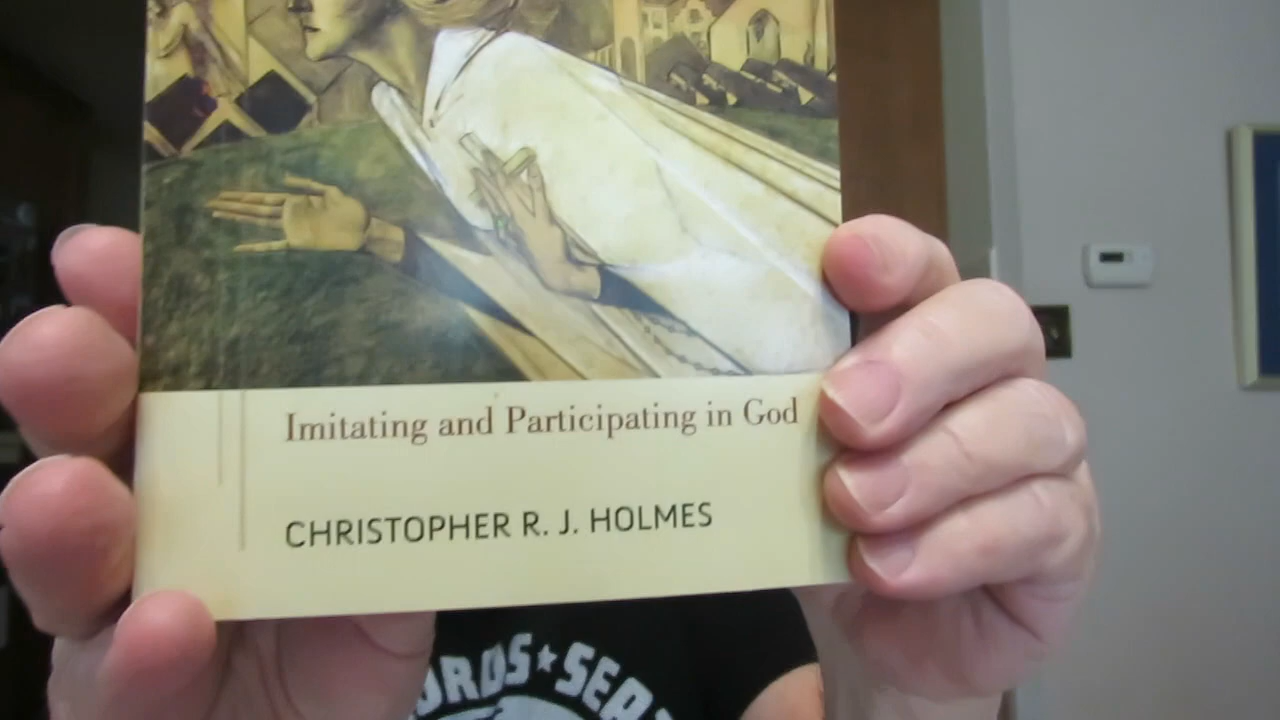 Imitating and Participating in God
CHRISTOPHER R. J. HOLMES